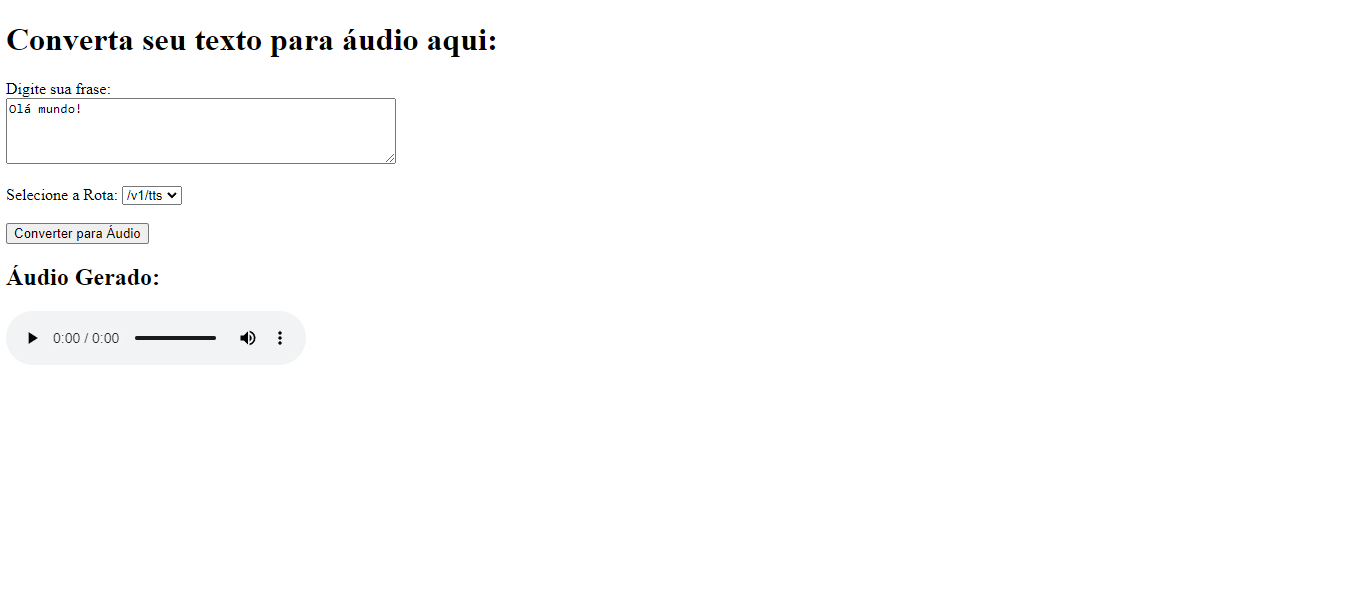 Converta seu texto para áudio aqui:
Digite sua frase:
Olá mundo!
Selecione a Rota: /v1/tts
Converter para Áudio
Áudio Gerado:
0:00 / 0:00